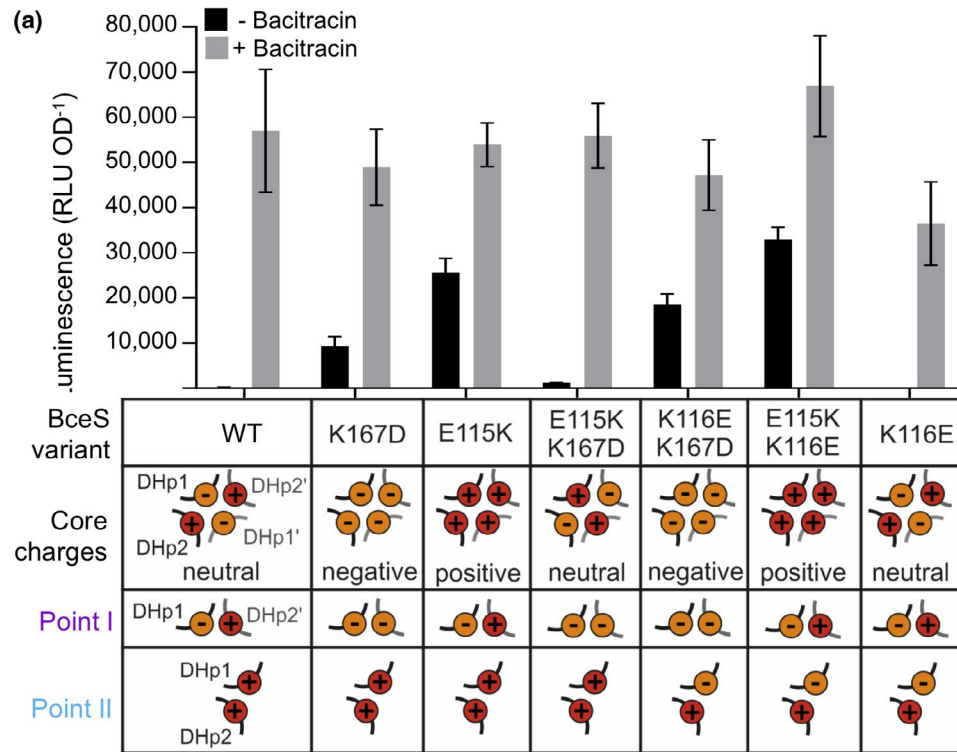 (a)
80,000
70,000
60,000
50,000
40,000
30,000
20,000
10,000
.uminescence (RLU OD-1)
- Bacitracin
+ Bacitracin
BceS variant
WT
K167D
E115K
E115K
K167D
K116E
K167D
E115K
K116E
K116E
Core charges
DHp1
- +
DHp2'
+ -
DHp2
DHp1'
neutral
- -
- -
negative
+ +
+ +
positive
+ -
- +
neutral
- -
- -
negative
+ +
+ +
positive
- +
+ -
neutral
Point I
DHp1
- +
DHp2'
- -
- +
- -
- -
- +
- +
Point II
DHp1
+
+
DHp2
+
+
+
+
+
+
-
+
-
+
-
+